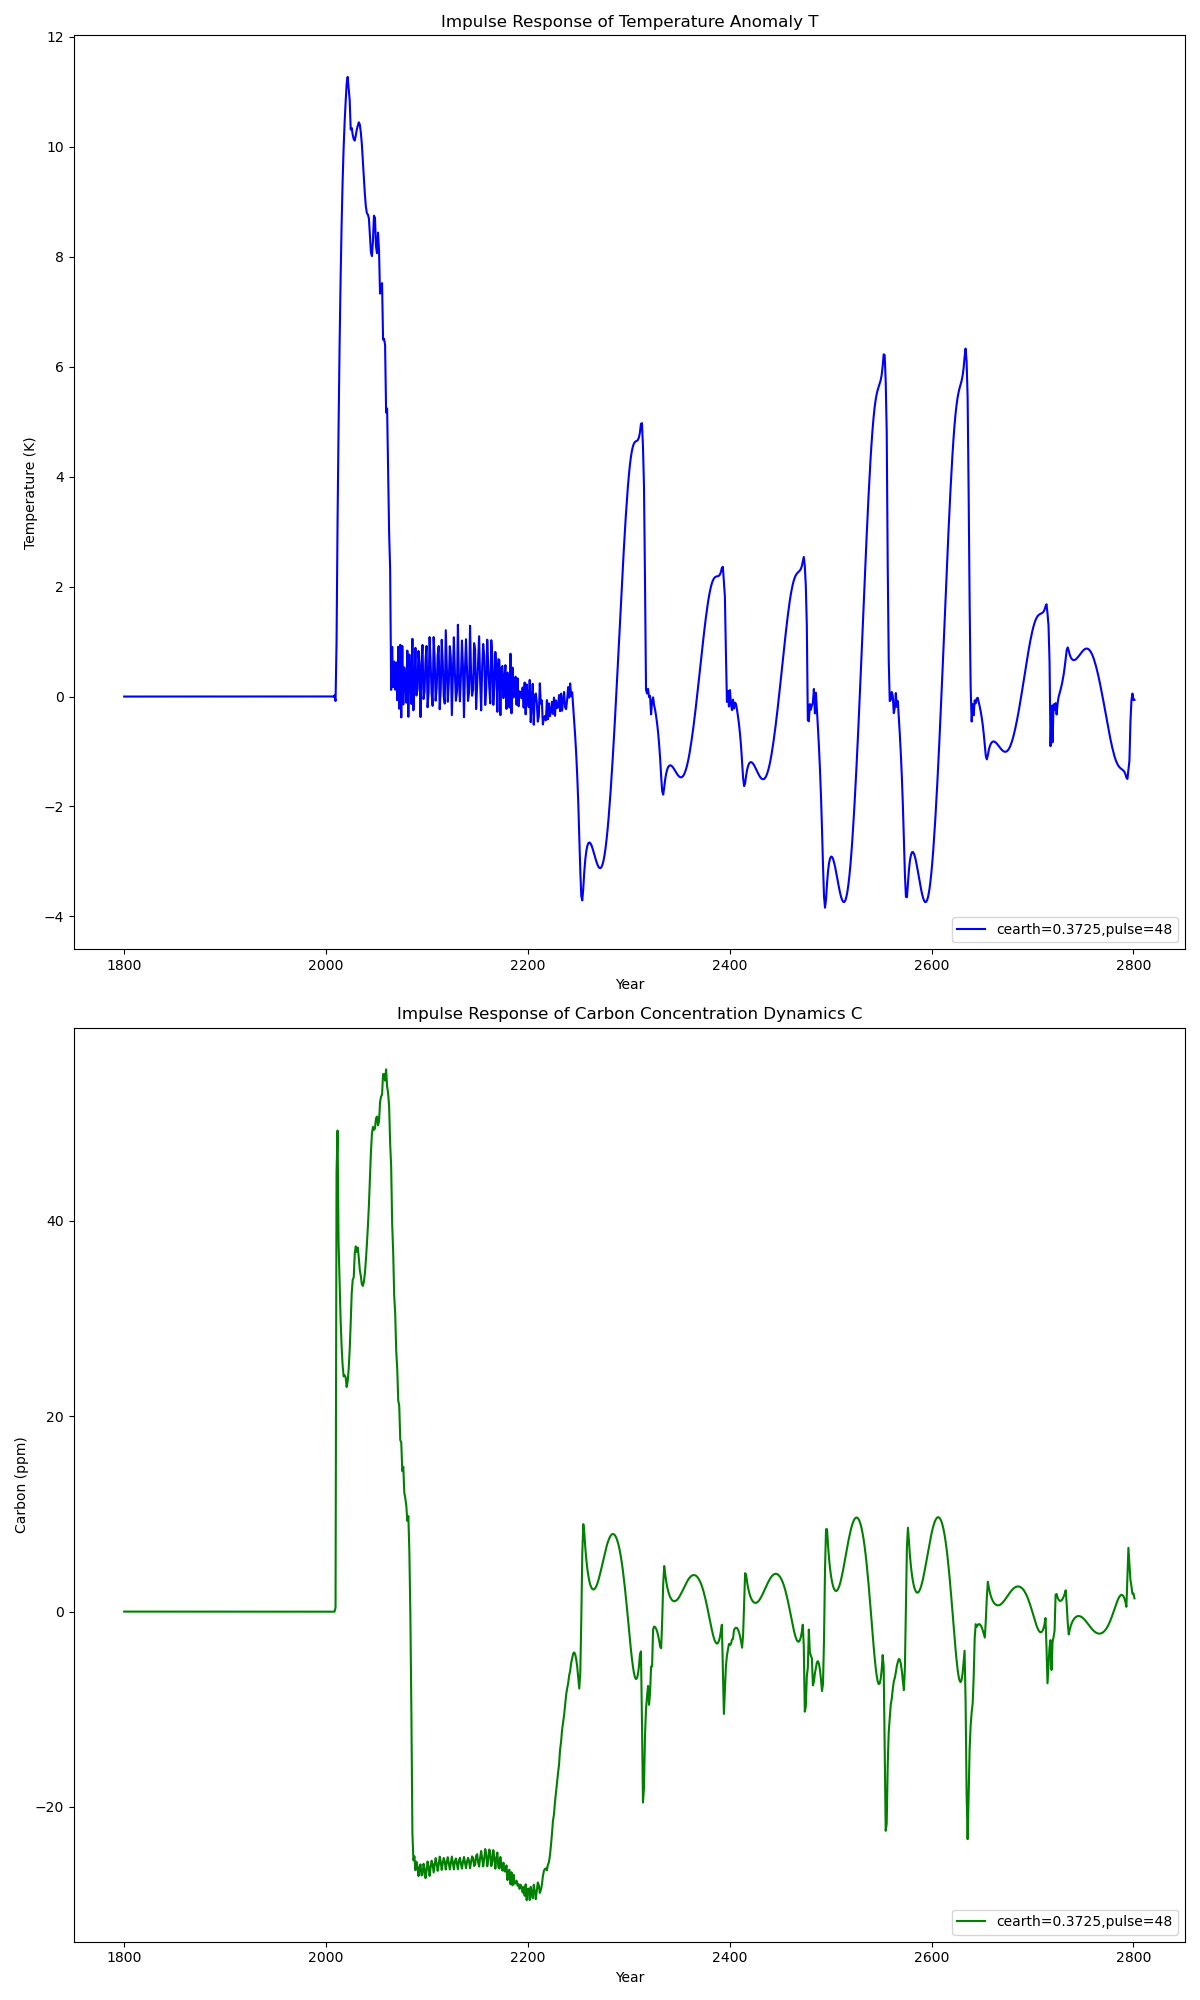 Impulse Response of Temperature Anomaly T
12
10
8
6
4
2
0
−2
−4
Temperature (K)
cearth=0.3725,pulse=48
1800 2000 2200 2400 2600 2800
Year
Impulse Response of Carbon Concentration Dynamics C
40
20
0
−20
Carbon (ppm)
cearth=0.3725,pulse=48
1800 2000 2200 2400 2600 2800
Year